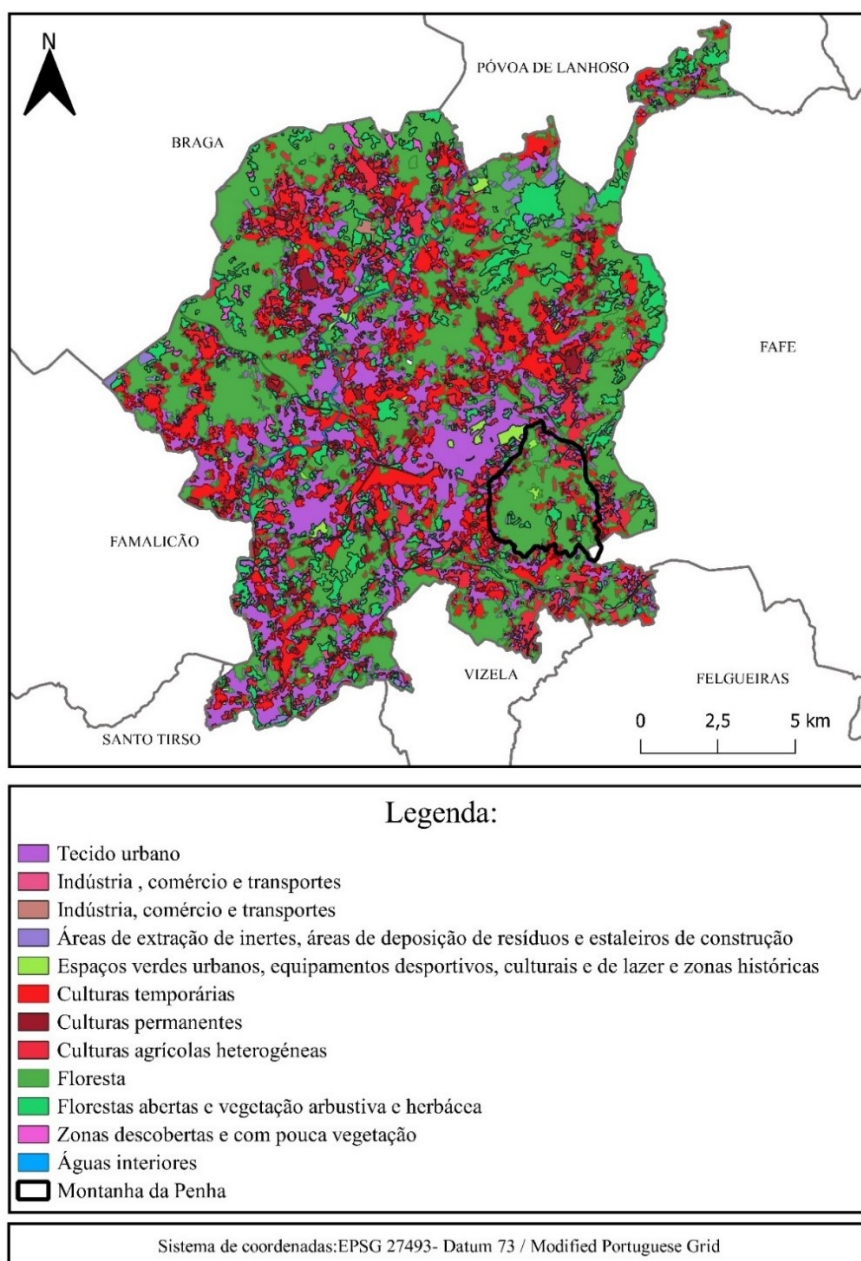 N
PÓVOA DE LANHOSO
BRAGA
FAFE
FAMALICÃO
VIZELA
FELGUEIRAS
SANTO TIRSO
0 2,5 5 km
Legenda:
Tecido urbano
Indústria , comércio e transportes
Indústria, comércio e transportes
Áreas de extração de inertes, áreas de deposição de resíduos e estaleiros de construção
Espaços verdes urbanos, equipamentos desportivos, culturais e de lazer e zonas históricas
Culturas temporárias
Culturas permanentes
Culturas agrícolas heterogéneas
Floresta
Florestas abertas e vegetação arbustiva e herbácea
Zonas descobertas e com pouca vegetação
Águas interiores
Montanha da Penha
Sistema de coordenadas:EPSG 27493- Datum 73 / Modified Portuguese Grid